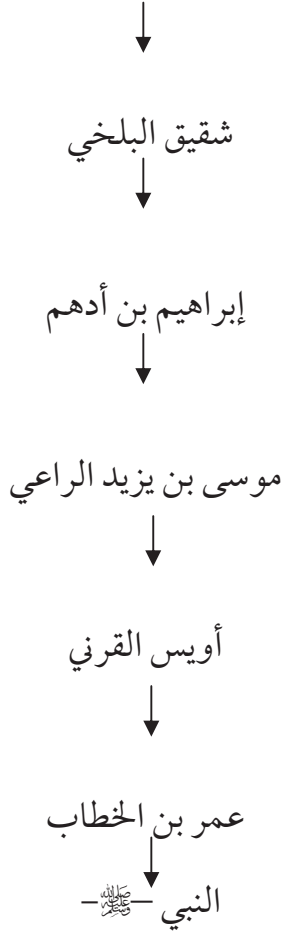 شقيق البلخي
إبراهيم بن أدهم
موسى بن يزيد الراعي
أويس القرني
عمر بن الخطاب
النبي –ﷺ–